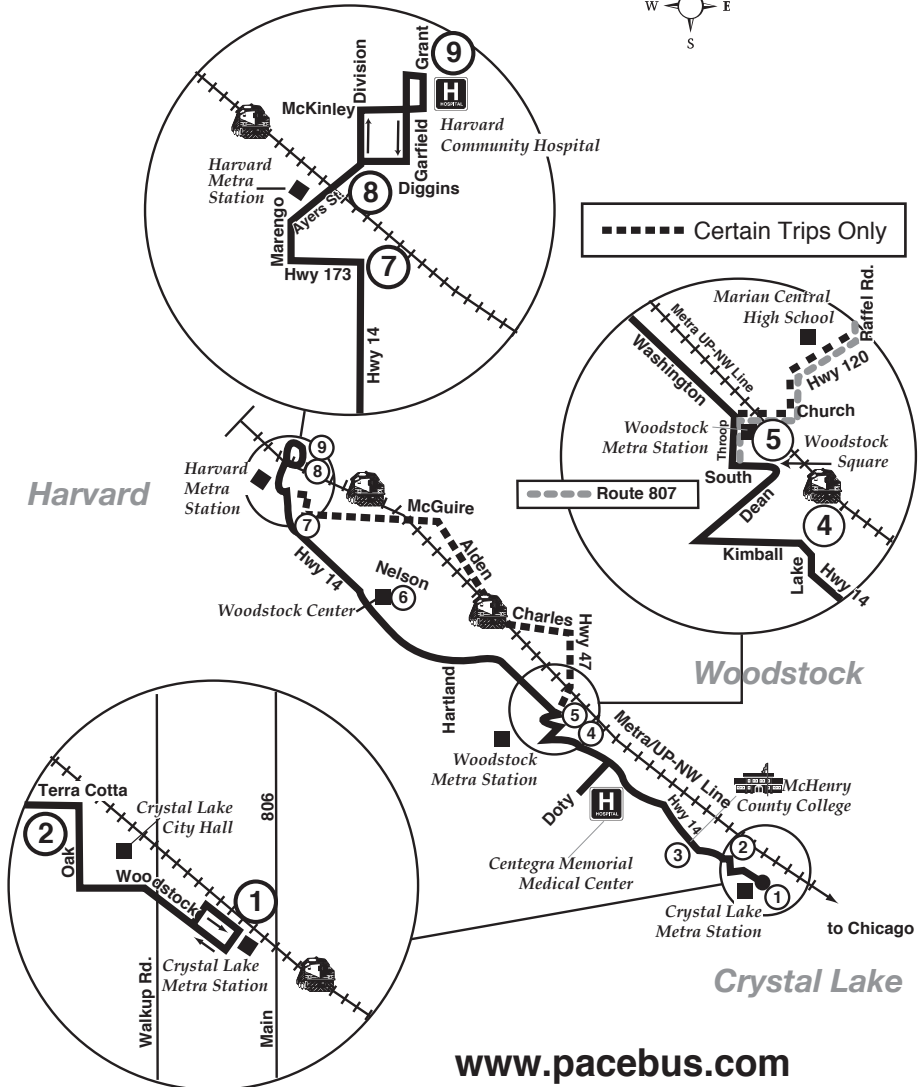 W
E
S
9
Grant
Division
McKinley
H
HOSPITAL
Harvard
Community Hospital
Garfield
Harvard
Metra
Station
8
Diggins
Ayers St.
Marengo
7
Hwy 173
Hwy 14
Certain Trips Only
Marian Central
High School
Raffel Rd.
Metra UP-NW Line
Washington
Hwy 120
Church
Woodstock
Metra Station
Throop
5
Woodstock
Square
South
Route 807
Dean
4
Kimball
Lake
Hwy 14
Harvard
Harvard
Metra
Station
9
8
7
McGuire
Alden
Hwy 14
Nelson
6
Woodstock Center
Charles
Hwy 47
Hartland
Woodstock
5
4
Woodstock
Metra Station
Metra/UP-NW Line
Doty
H
HOSPITAL
Hwy 14
McHenry
County College
Centegra Memorial
Medical Center
3
2
1
Crystal Lake
Metra Station
to Chicago
Crystal Lake
Terra Cotta
2
Crystal Lake
City Hall
806
Oak
Woodstock
1
Crystal Lake
Metra Station
Walkup Rd.
Main
www.pacebus.com